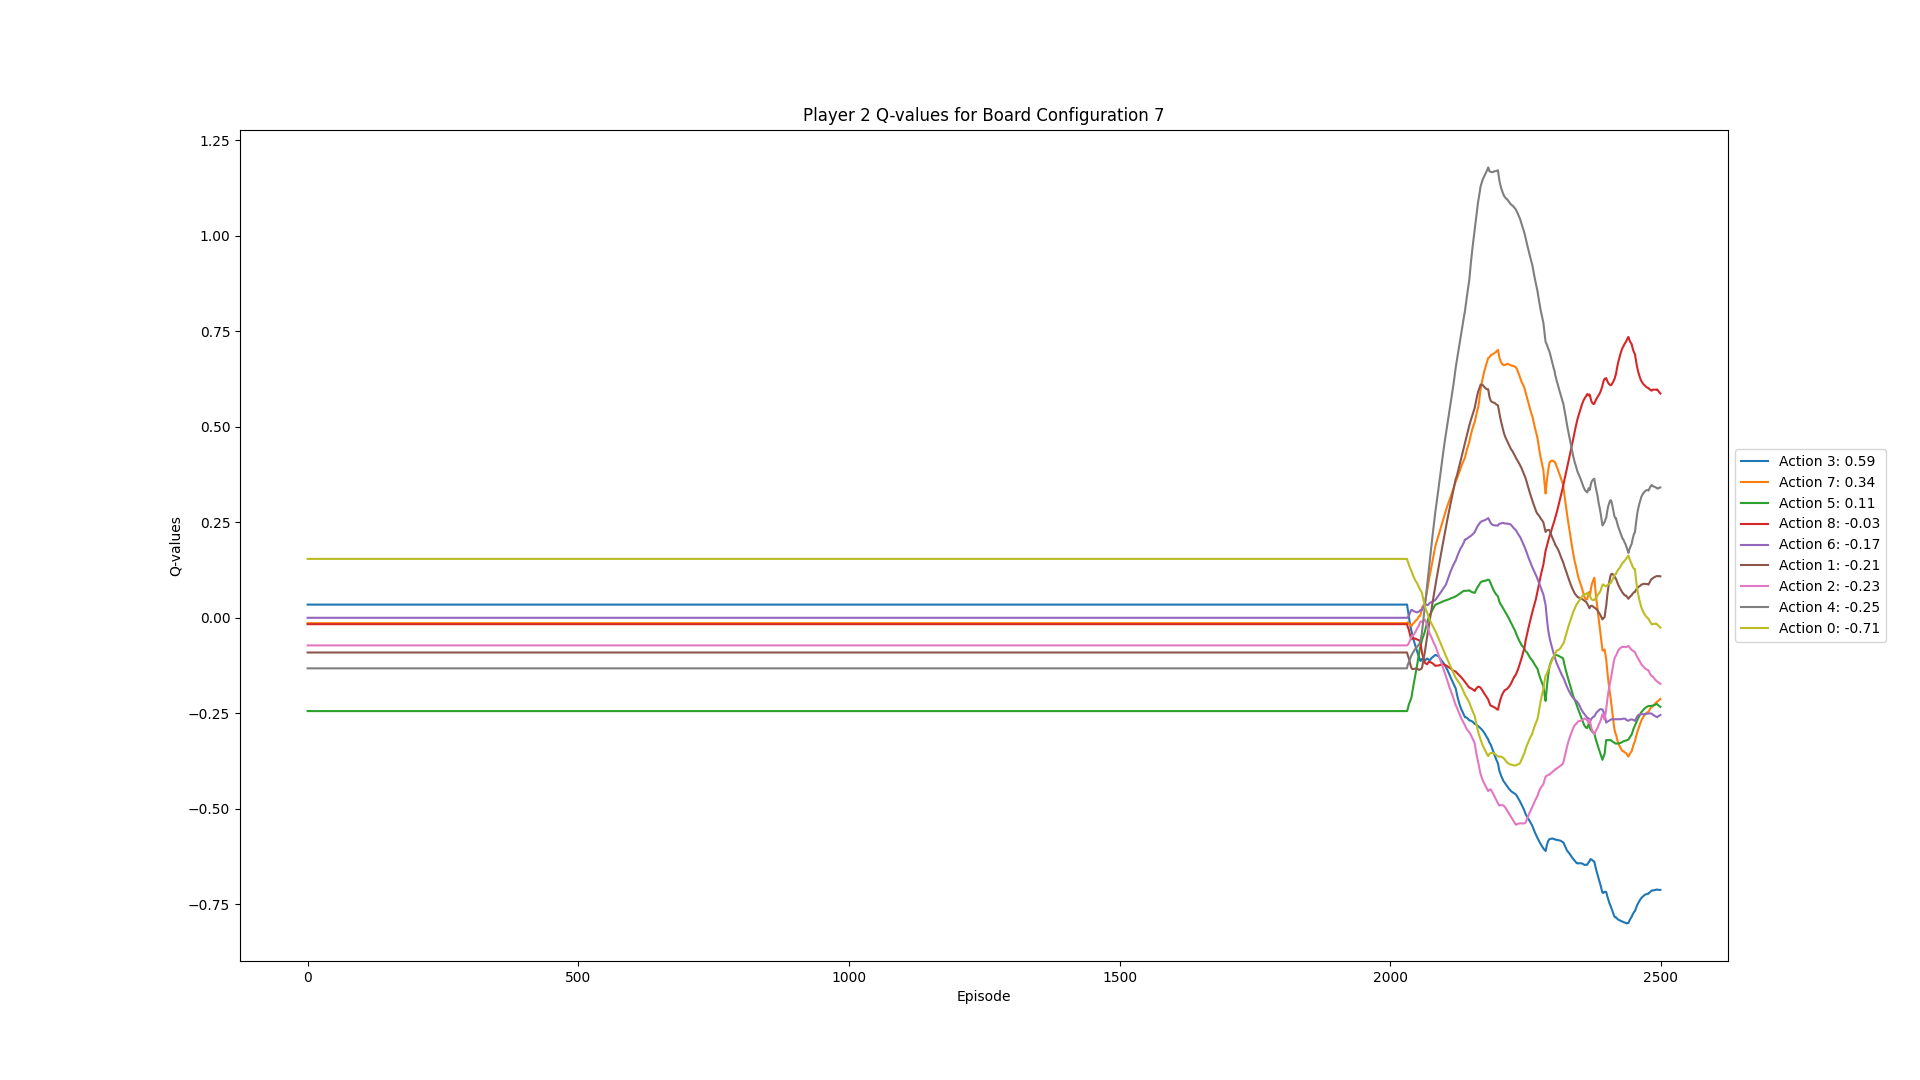 Player 2 Q-values for Board Configuration 7
1.25
1.00
0.75
0.50
0.25
0.00
−0.25
−0.50
−0.75
Q-values
0
500
1000
1500
2000
2500
Episode
Action 3: 0.59
Action 7: 0.34
Action 5: 0.11
Action 8: -0.03
Action 6: -0.17
Action 1: -0.21
Action 2: -0.23
Action 4: -0.25
Action 0: -0.71